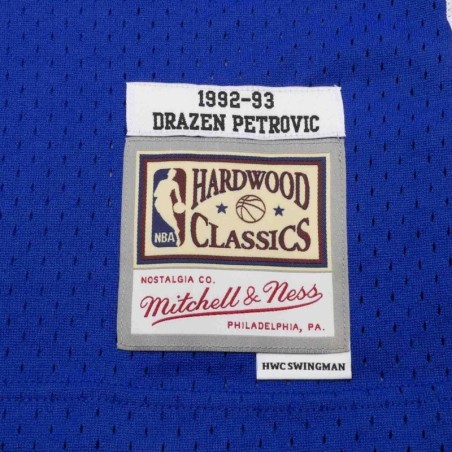 1992-93
DRAZEN PETROVIC
NBA
HARDWOOD
CLASSICS
NOSTALGIA CO.
Mitchell & Ness
PHILADELPHIA, PA.
HWC SWINGMAN